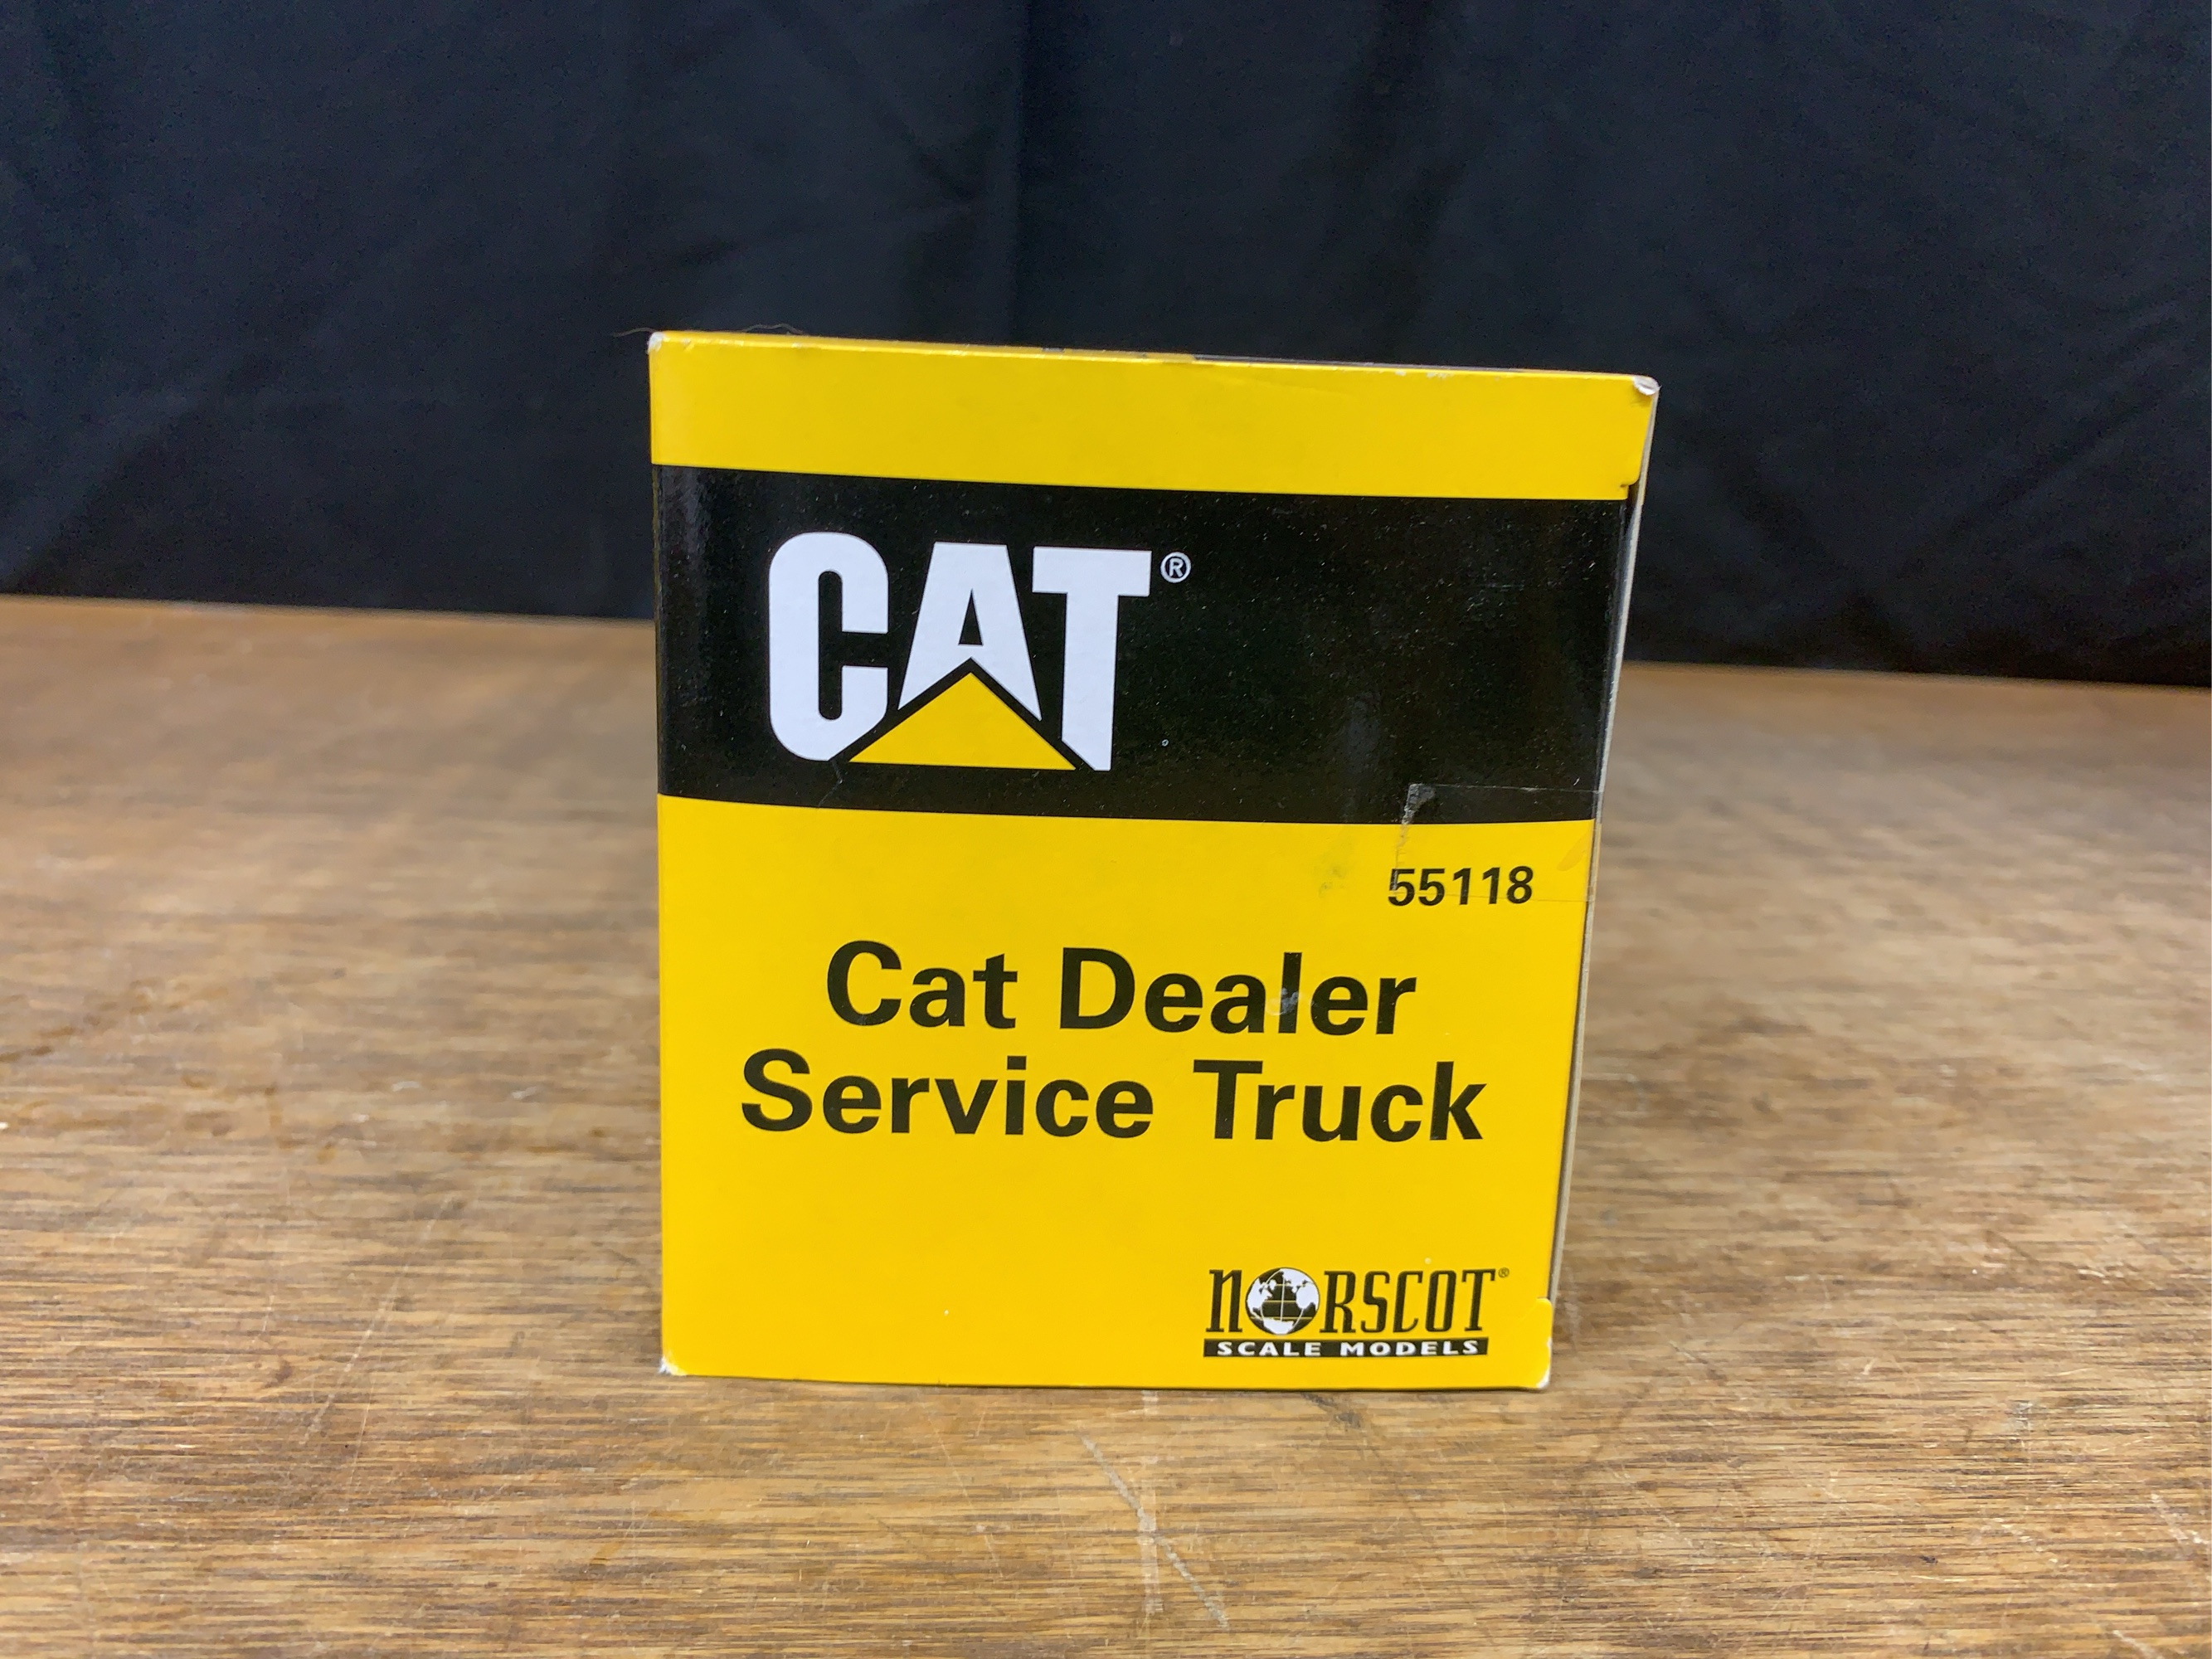 CAT®
55118
Cat Dealer
Service Truck
NORSCOT®
SCALE MODELS